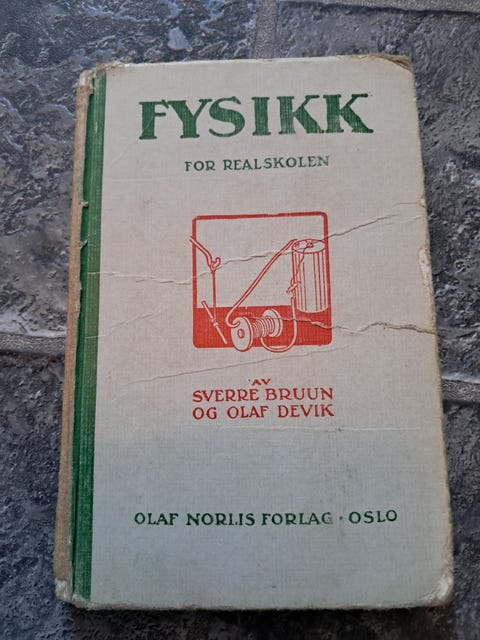 FYSIKK
FOR REALSKOLEN
AV
SVERRE BRUUN
OG OLAF DEVIK
OLAF NORLIS FORLAG · OSLO